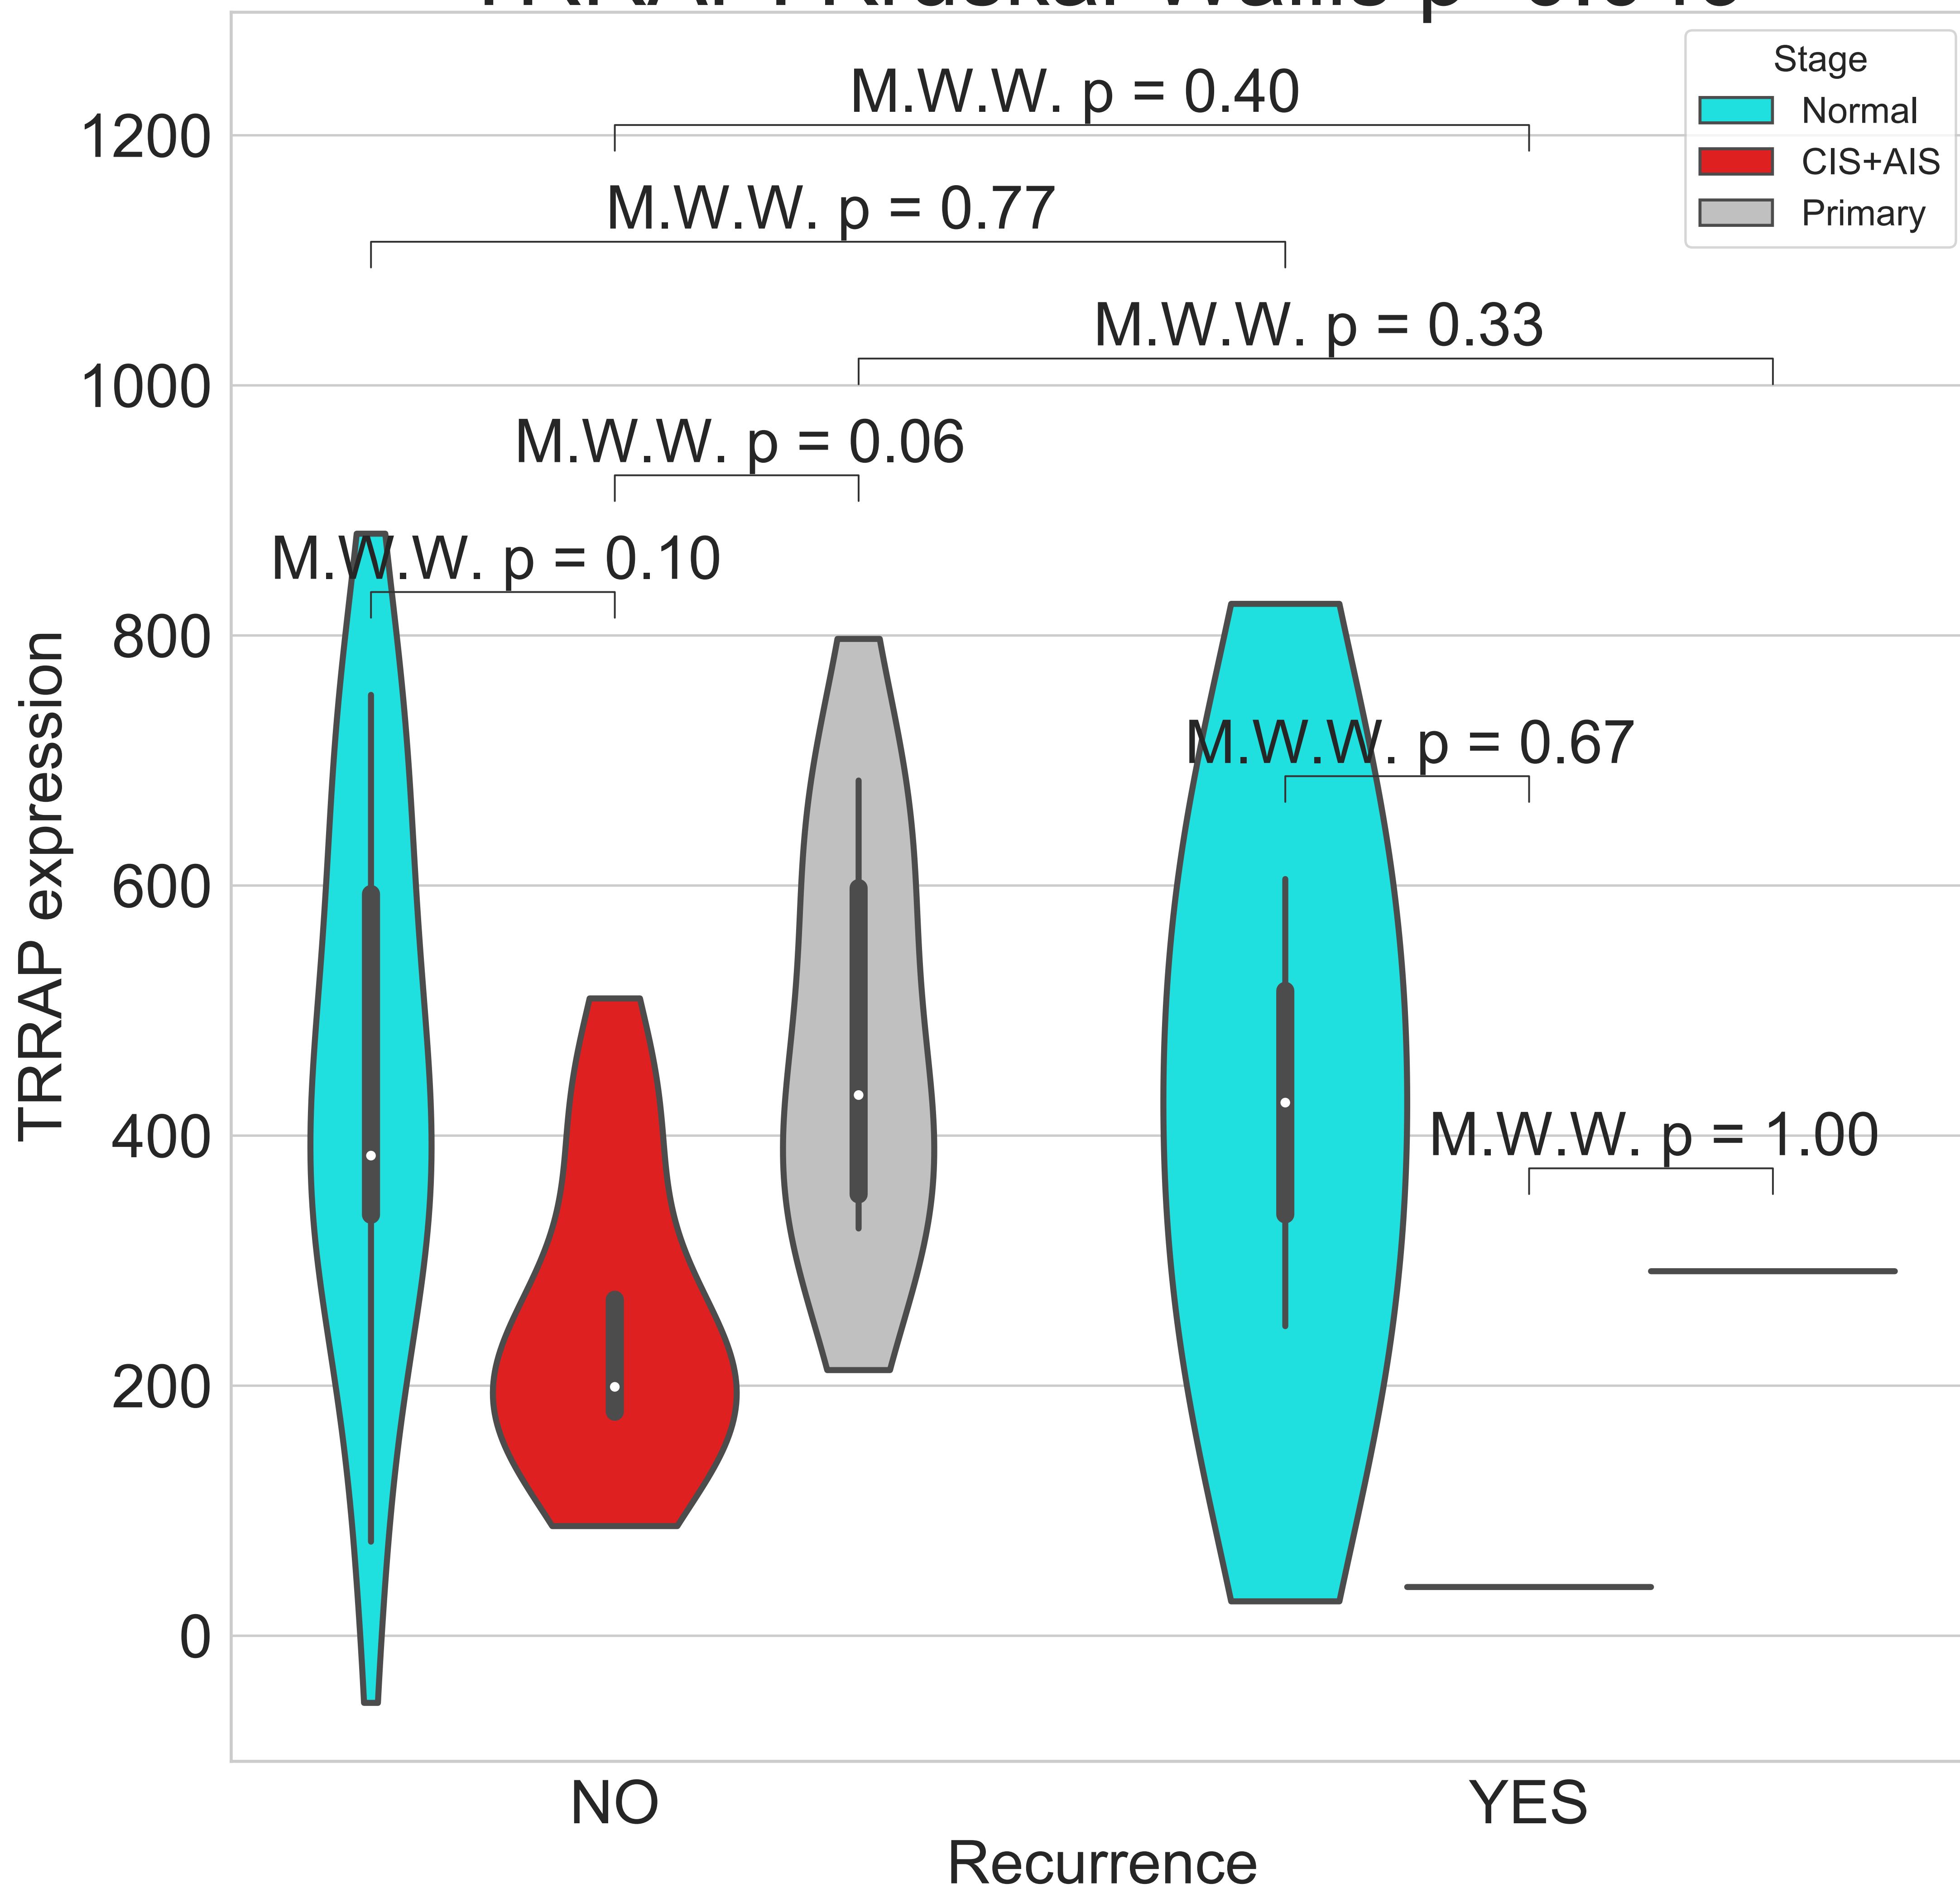 Stage
Normal
CIS+AIS
Primary
M.W.W. p = 0.40
M.W.W. p = 0.77
M.W.W. p = 0.33
M.W.W. p = 0.06
M.W.W. p = 0.10
M.W.W. p = 0.67
M.W.W. p = 1.00
1200
1000
800
600
400
200
0
TRRAP expression
NO
YES
Recurrence